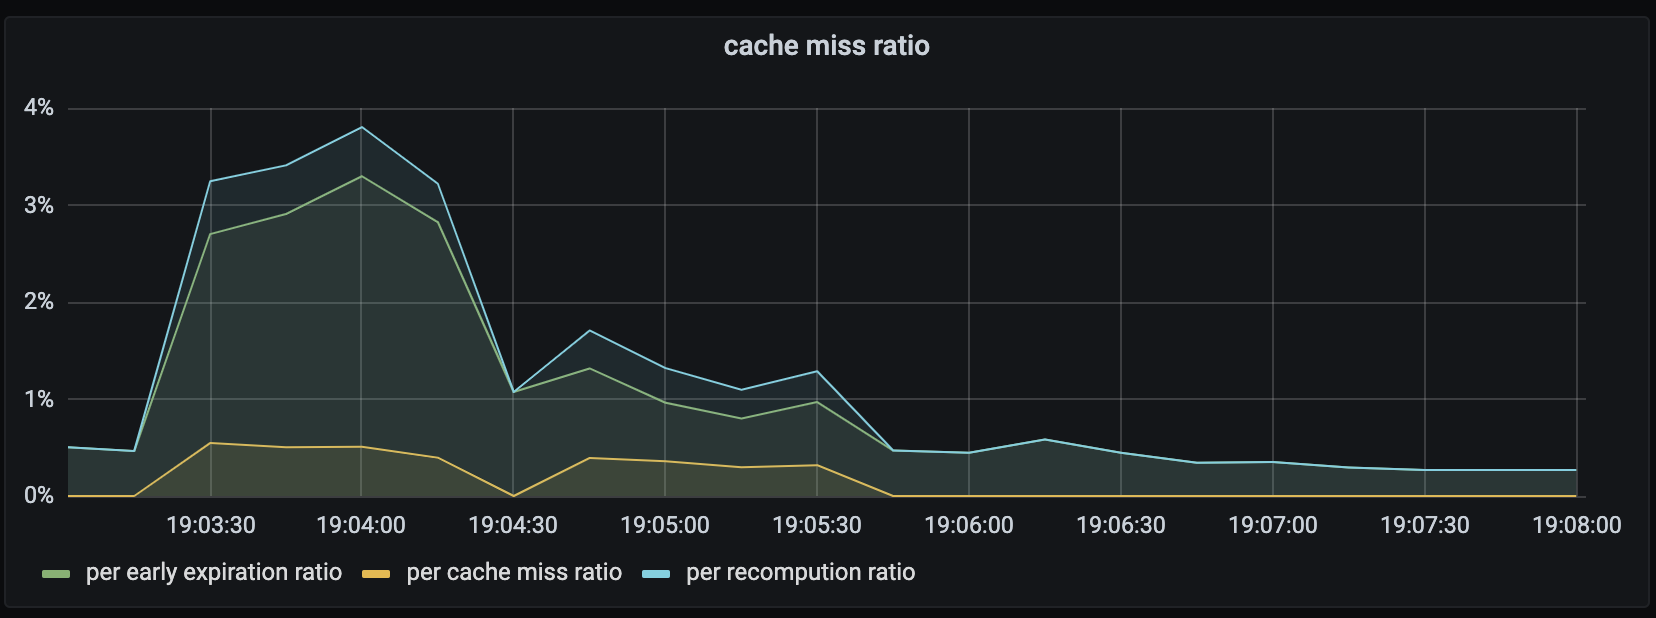 cache miss ratio
4%
3%
2%
1%
0%
19:03:30 19:04:00 19:04:30 19:05:00 19:05:30 19:06:00 19:06:30 19:07:00 19:07:30 19:08:00
per early expiration ratio per cache miss ratio per recompution ratio